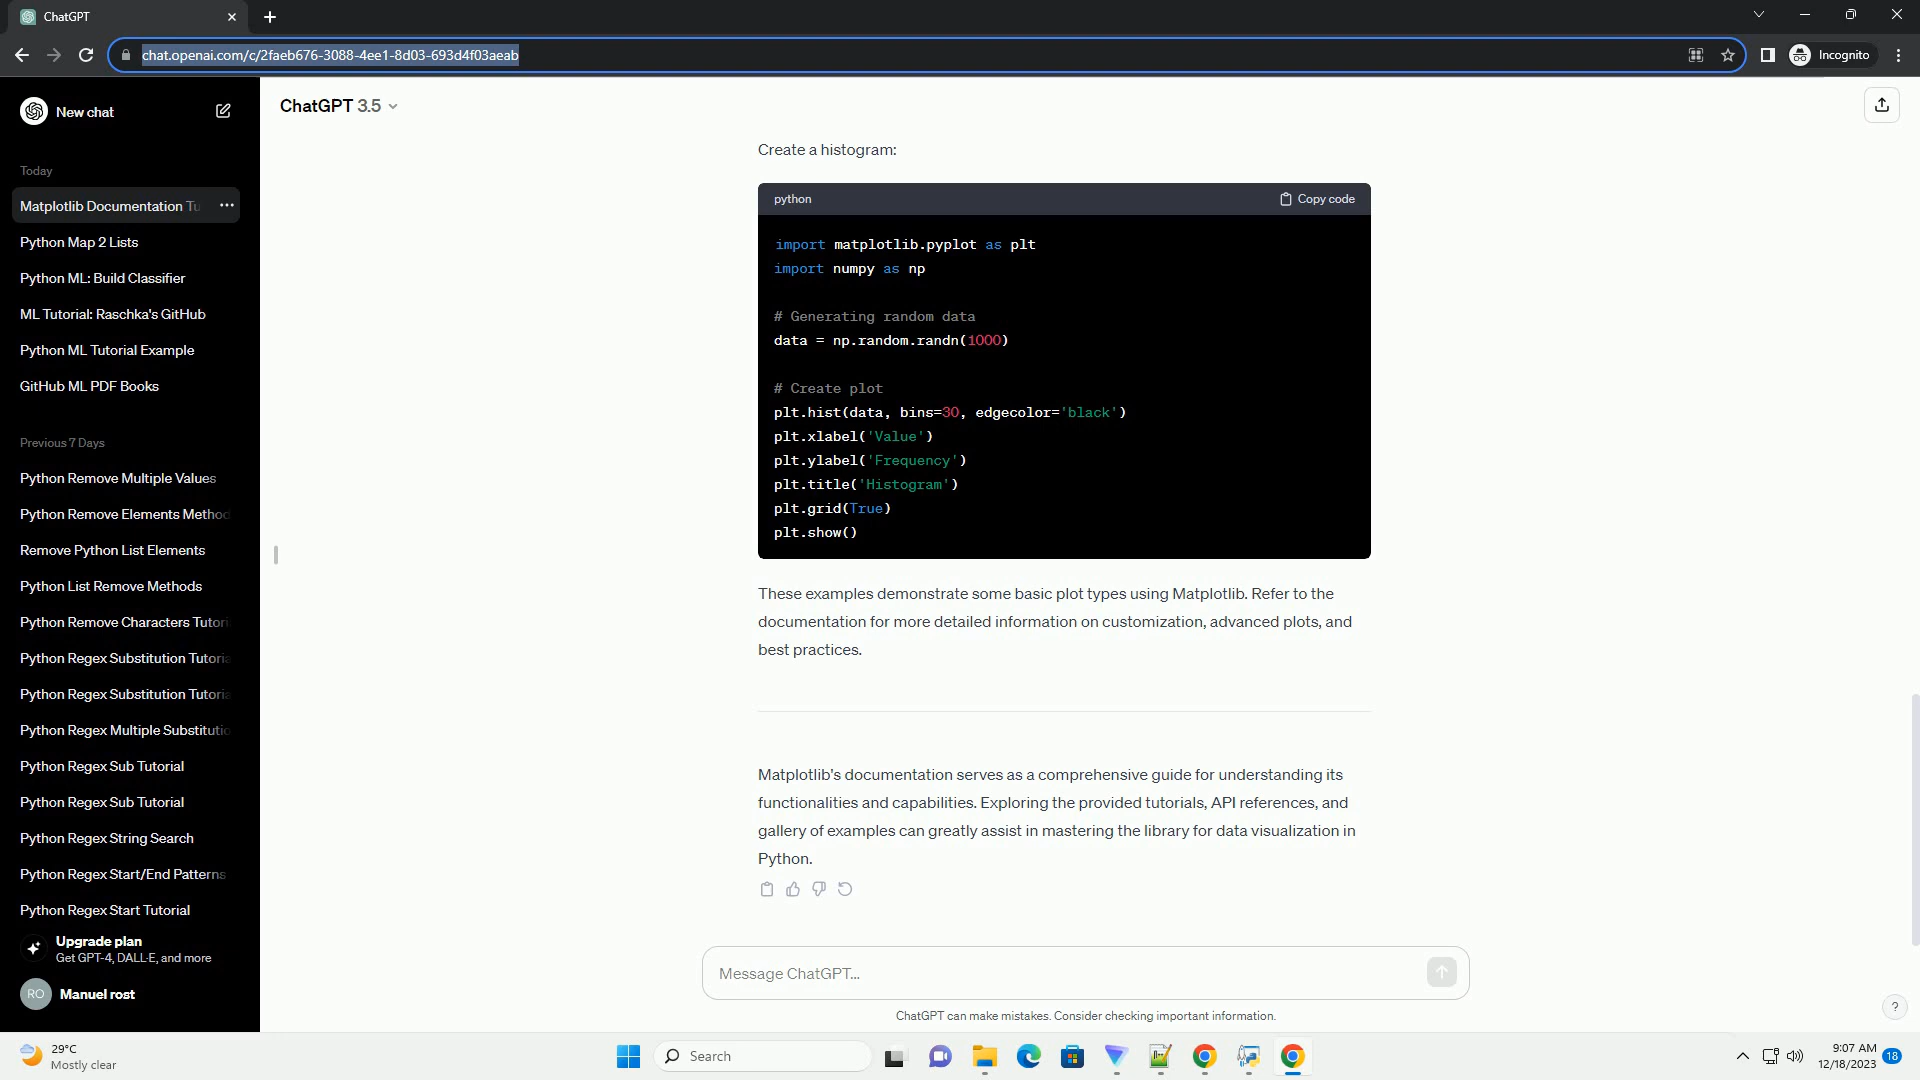 ChatGPT
chat.openai.com/c/2faeb676-3088-4ee1-8d03-693d4f03aeab
Incognito
New chat
ChatGPT 3.5
Today
Matplotlib Documentation Tu
Python Map 2 Lists
Python ML: Build Classifier
ML Tutorial: Raschka's GitHub
Python ML Tutorial Example
GitHub ML PDF Books
Previous 7 Days
Python Remove Multiple Values
Python Remove Elements Method
Remove Python List Elements
Python List Remove Methods
Python Remove Characters Tutori
Python Regex Substitution Tutoria
Python Regex Substitution Tutoria
Python Regex Multiple Substitutio
Python Regex Sub Tutorial
Python Regex Sub Tutorial
Python Regex String Search
Python Regex Start/End Patterns
Python Regex Start Tutorial
Upgrade plan
Get GPT-4, DALL·E, and more
RO
Manuel rost
Create a histogram:
python
Copy code
import matplotlib.pyplot as plt
import numpy as np
# Generating random data
data = np.random.randn(1000)
# Create plot
plt.hist(data, bins=30, edgecolor='black')
plt.xlabel('Value')
plt.ylabel('Frequency')
plt.title('Histogram')
plt.grid(True)
plt.show()
These examples demonstrate some basic plot types using Matplotlib. Refer to the
documentation for more detailed information on customization, advanced plots, and
best practices.
Matplotlib's documentation serves as a comprehensive guide for understanding its
functionalities and capabilities. Exploring the provided tutorials, API references, and
gallery of examples can greatly assist in mastering the library for data visualization in
Python.
Message ChatGPT...
ChatGPT can make mistakes. Consider checking important information.
?
29°C
Mostly clear
Search
9:07 AM
12/18/2023
18